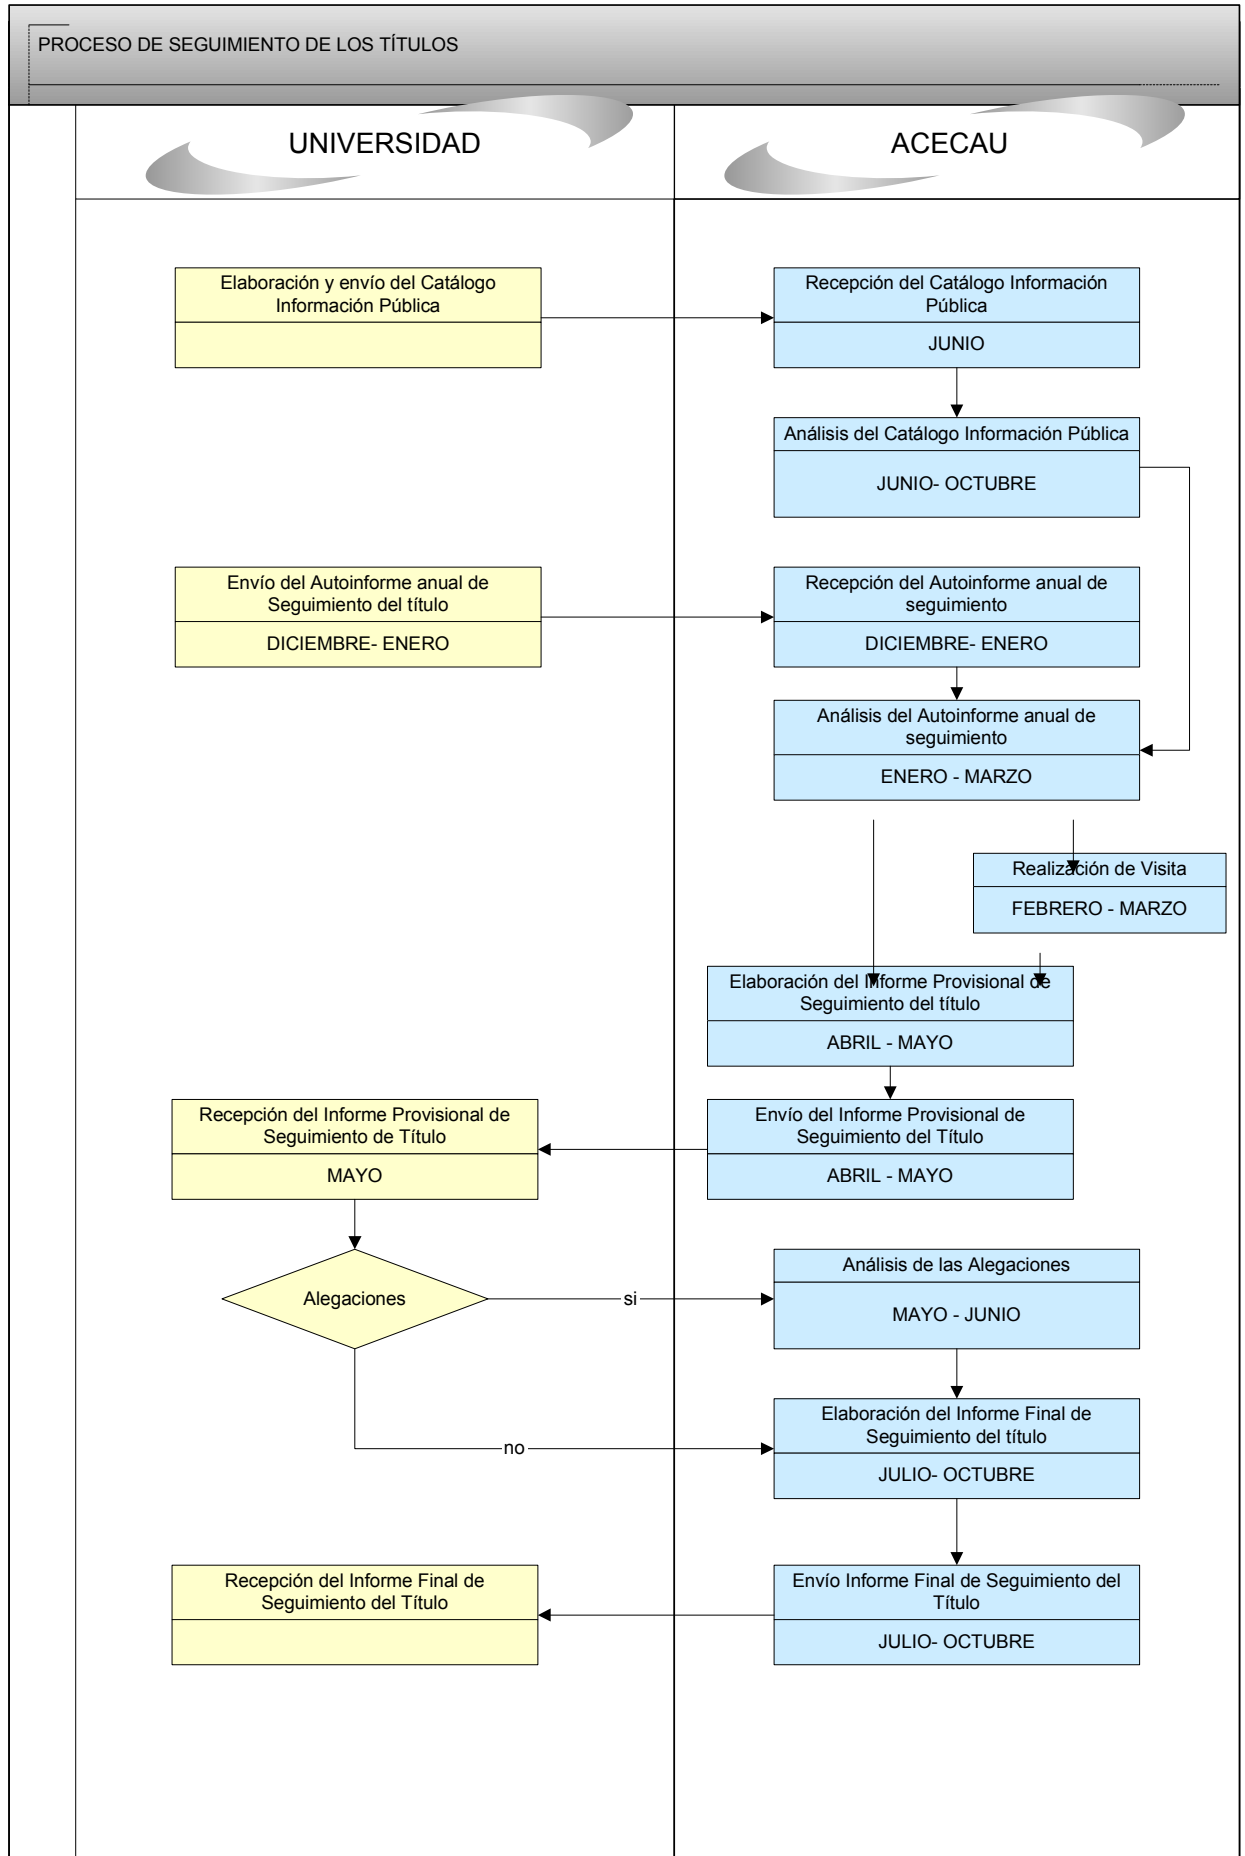 PROCESO DE SEGUIMIENTO DE LOS TÍTULOS
UNIVERSIDAD
ACECAU
Elaboración y envío del Catálogo
Información Pública
Recepción del Catálogo Información
Pública
JUNIO
Análisis del Catálogo Información Pública
JUNIO- OCTUBRE
Envío del Autoinforme anual de
Seguimiento del título
DICIEMBRE- ENERO
Recepción del Autoinforme anual de
seguimiento
DICIEMBRE- ENERO
Análisis del Autoinforme anual de
seguimiento
ENERO - MARZO
Realización de Visita
FEBRERO - MARZO
Elaboración del Informe Provisional de
Seguimiento del título
ABRIL - MAYO
Recepción del Informe Provisional de
Seguimiento de Título
MAYO
Envío del Informe Provisional de
Seguimiento del Título
ABRIL - MAYO
Alegaciones
si
Análisis de las Alegaciones
MAYO - JUNIO
no
Elaboración del Informe Final de
Seguimiento del título
JULIO- OCTUBRE
Recepción del Informe Final de
Seguimiento del Título
Envío Informe Final de Seguimiento del
Título
JULIO- OCTUBRE